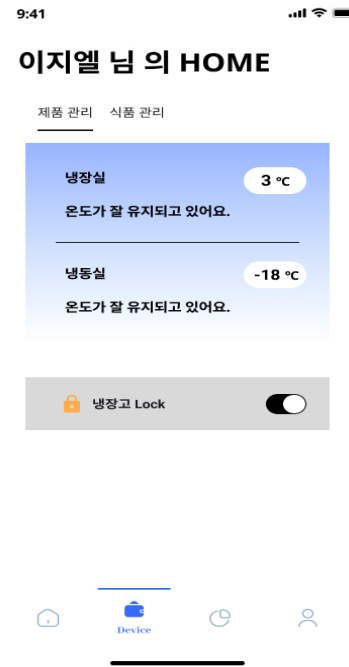 9:41
이지엘 님 의 HOME
제품 관리 식품 관리
냉장실 3 ℃
온도가 잘 유지되고 있어요.
냉동실 -18 ℃
온도가 잘 유지되고 있어요.
냉장고 Lock
Device